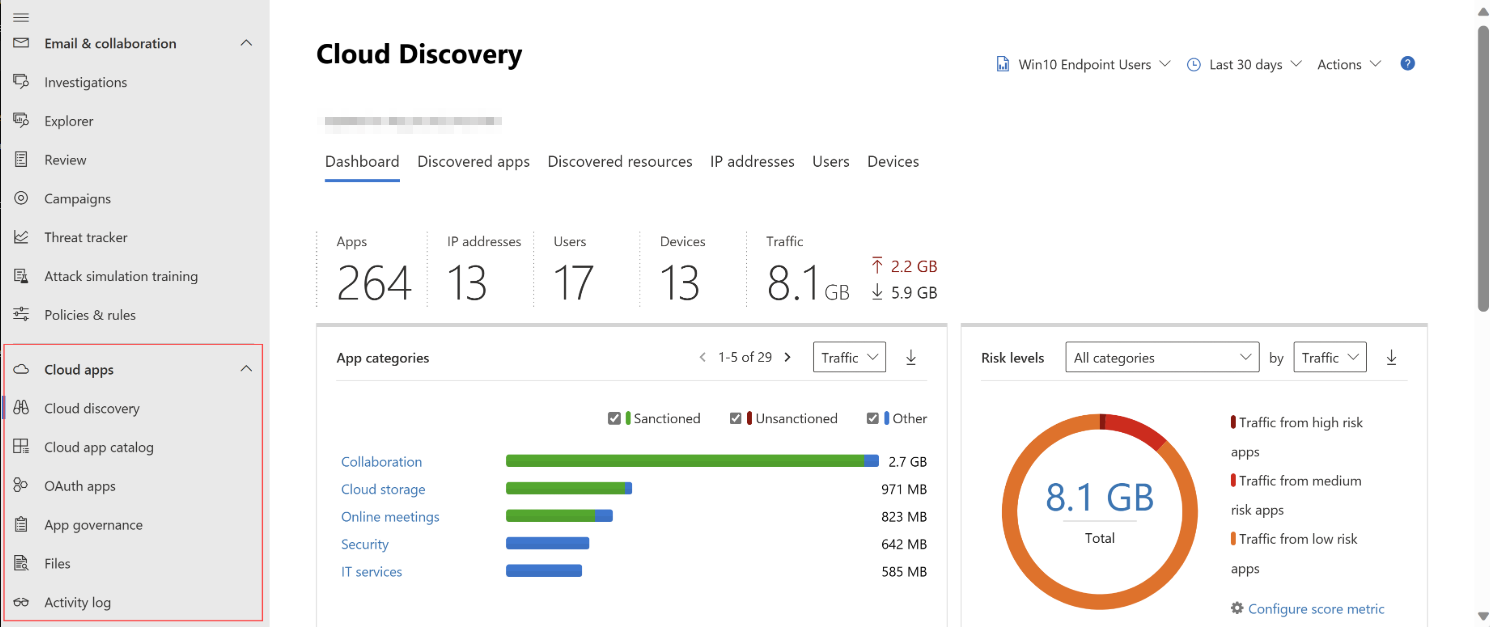 Email & collaboration
Investigations
Explorer
Review
Campaigns
Threat tracker
Attack simulation training
Policies & rules
Cloud apps
Cloud discovery
Cloud app catalog
OAuth apps
App governance
Files
Activity log
Cloud Discovery
Win10 Endpoint Users Last 30 days Actions ?
Dashboard Discovered apps Discovered resources IP addresses Users Devices
Apps IP addresses Users Devices Traffic
264 13 17 13 8.1 GB
2.2 GB
5.9 GB
App categories 1-5 of 29 Traffic
Sanctioned Unsanctioned Other
Collaboration 2.7 GB
Cloud storage 971 MB
Online meetings 823 MB
Security 642 MB
IT services 585 MB
Risk levels All categories by Traffic
8.1 GB
Total
Traffic from high risk
apps
Traffic from medium
risk apps
Traffic from low risk
apps
Configure score metric